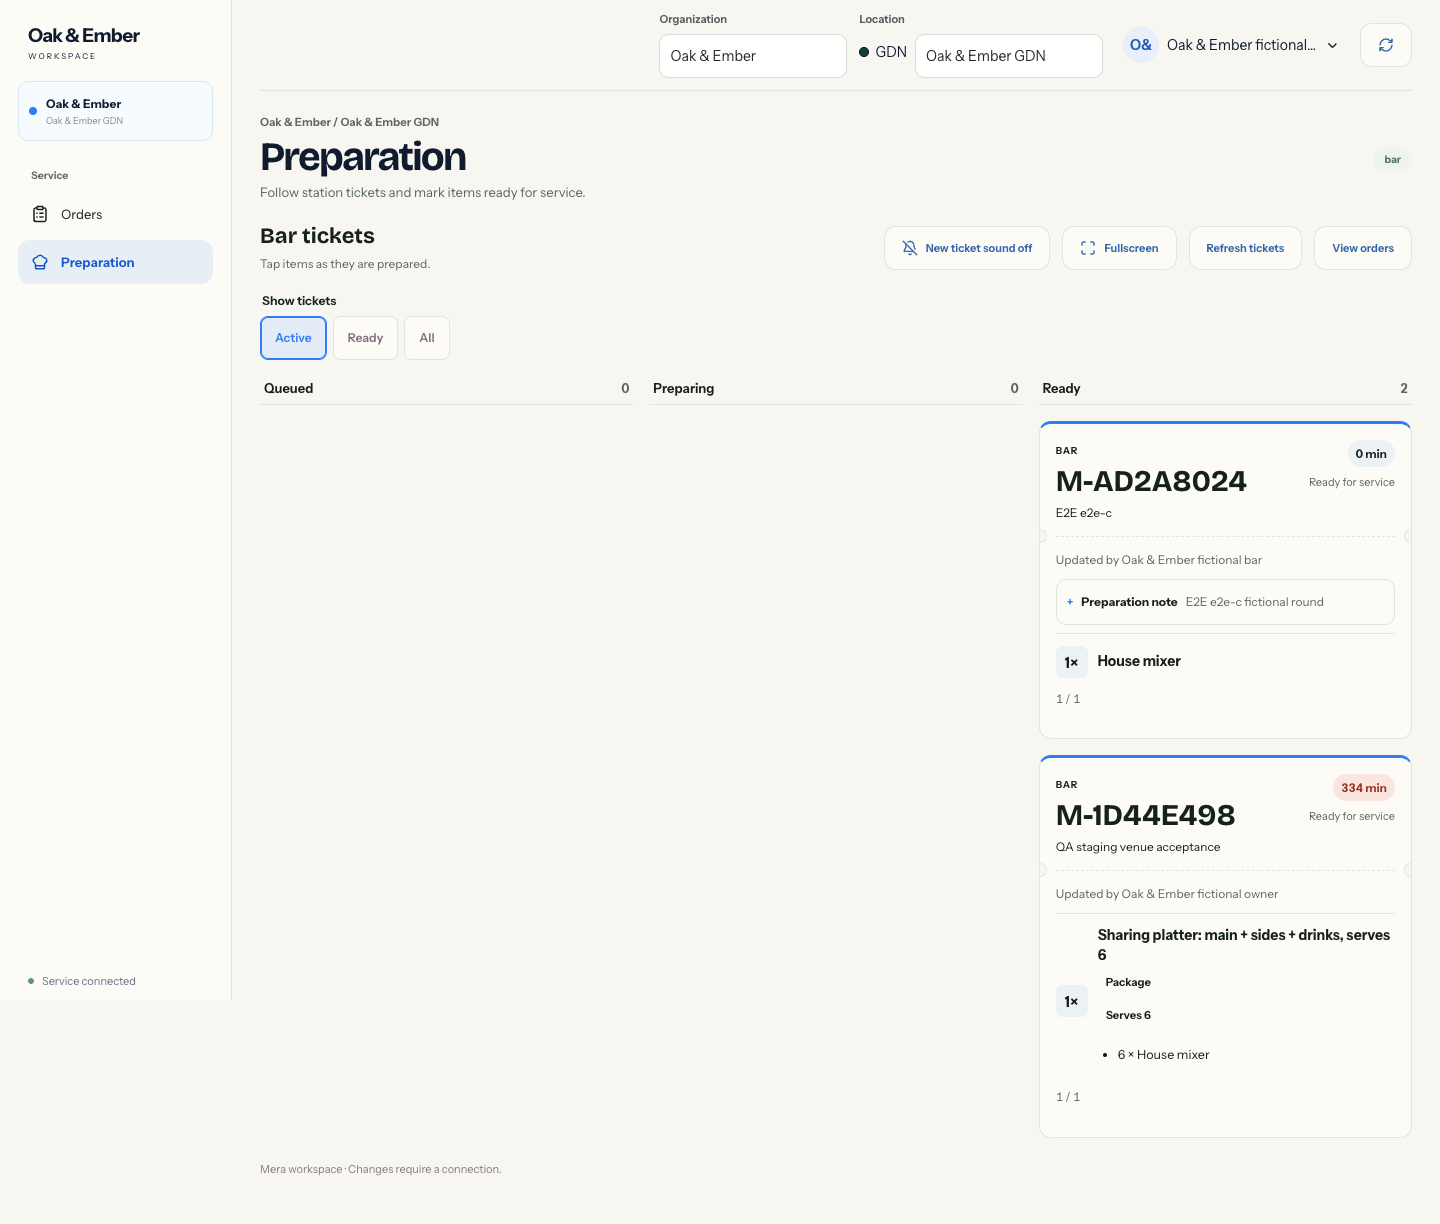 Oak & Ember
WORKSPACE
Oak & Ember
Oak & Ember GDN
Service
Orders
Preparation
Service connected
Organization
Oak & Ember
Location
GDN
Oak & Ember GDN
O&
Oak & Ember fictional...
Oak & Ember / Oak & Ember GDN
Preparation
bar
Follow station tickets and mark items ready for service.
Bar tickets
Tap items as they are prepared.
New ticket sound off
Fullscreen
Refresh tickets
View orders
Show tickets
Active
Ready
All
Queued
0
Preparing
0
Ready
2
BAR
0 min
M-AD2A8024
Ready for service
E2E e2e-c
Updated by Oak & Ember fictional bar
+ Preparation note E2E e2e-c fictional round
1× House mixer
1 / 1
BAR
334 min
M-1D44E498
Ready for service
QA staging venue acceptance
Updated by Oak & Ember fictional owner
Sharing platter: main + sides + drinks, serves
6
Package
1×
Serves 6
• 6 × House mixer
1 / 1
Mera workspace · Changes require a connection.